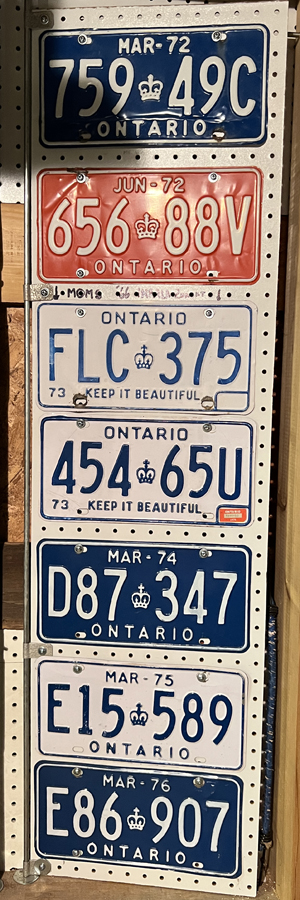 MAR-72
759 49C
ONTARIO
JUN-72
656 88V
ONTARIO
MOMS '66
ONTARIO
FLC 375
73 KEEP IT BEAUTIFUL
ONTARIO
454 65U
73 KEEP IT BEAUTIFUL
MAR-74
D87 347
ONTARIO
MAR-75
E15 589
ONTARIO
MAR-76
E86 907
ONTARIO